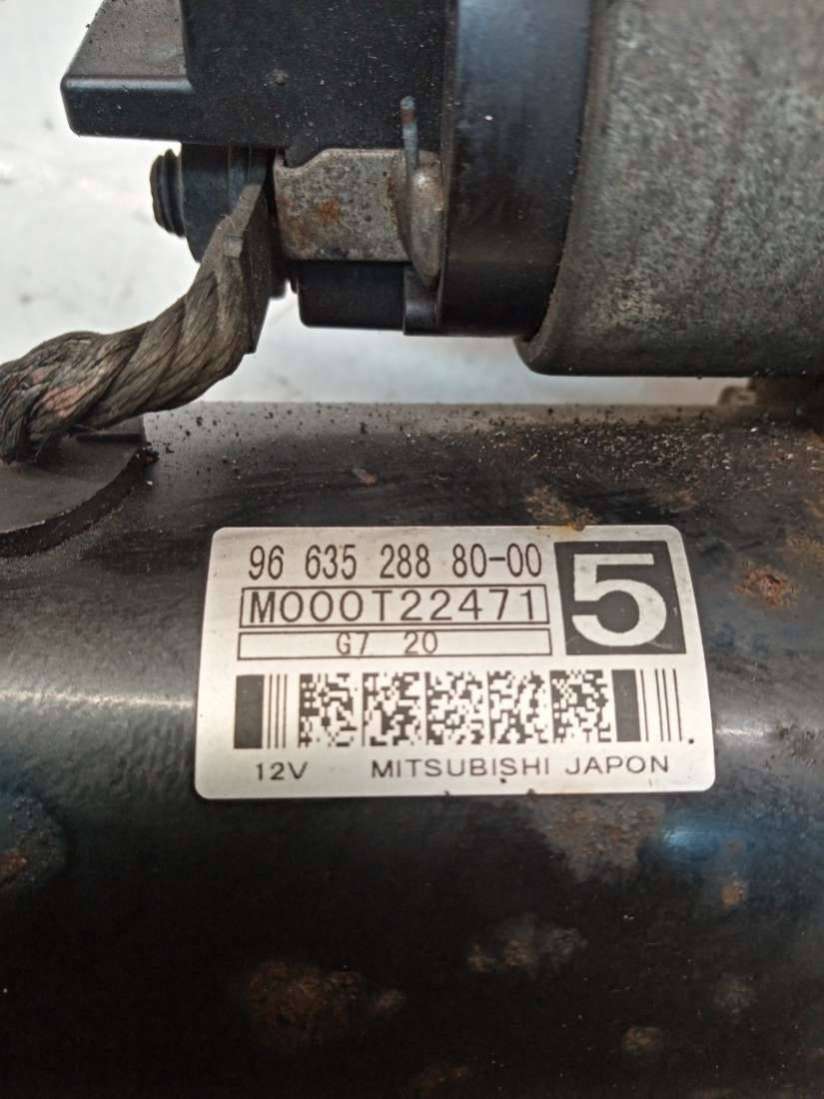 96 635 288 80-00
M000T22471
G7 20
5
12V MITSUBISHI JAPON